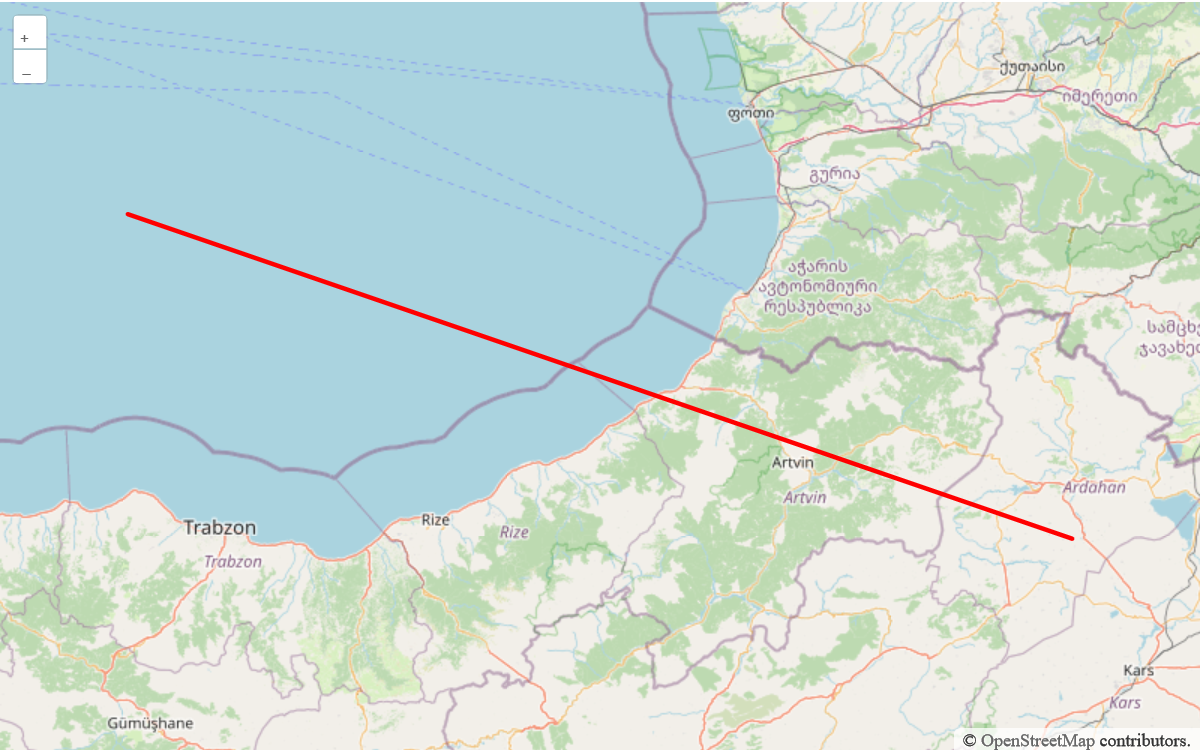 +
–
ქუთაისი
იმერეთი
ფოთი
გურია
აჭარის
ავტონომიური
რესპუბლიკა
სამცხე
ჯავახეთ
Artvin
Ardahan
Artvin
Trabzon
Rize
Rize
Trabzon
Kars
Kars
Gümüşhane
© OpenStreetMap contributors.